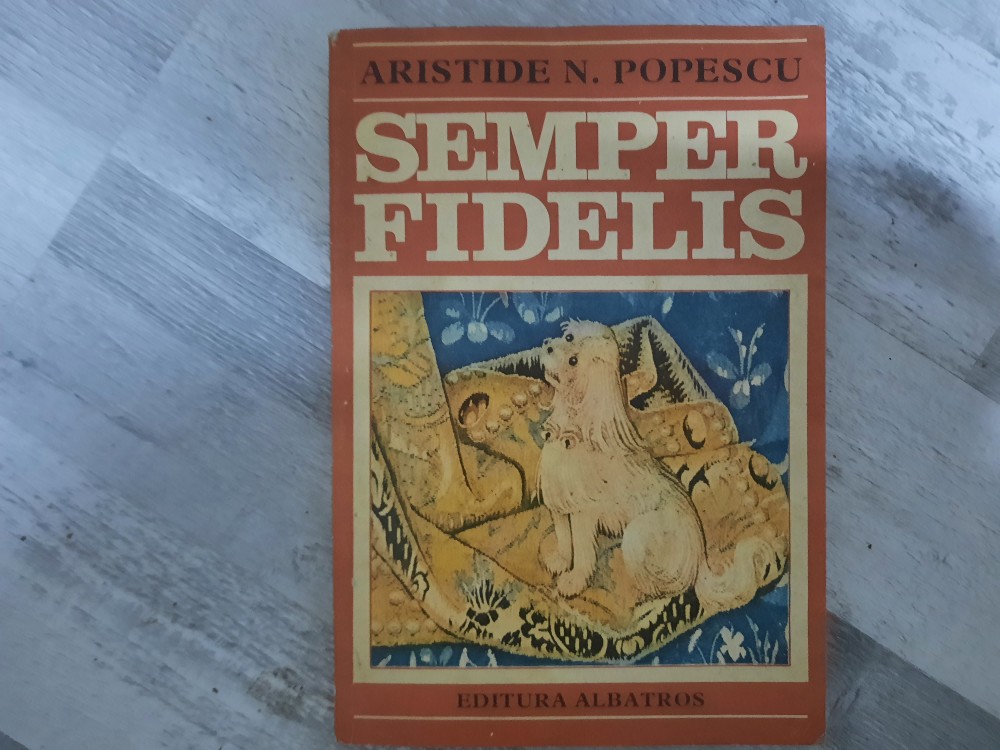 ARISTIDE N. POPESCU
SEMPER
FIDELIS
EDITURA ALBATROS